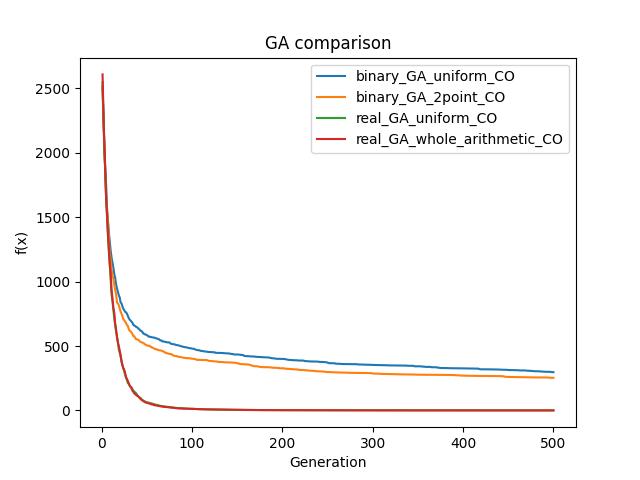 GA comparison
binary_GA_uniform_CO
binary_GA_2point_CO
real_GA_uniform_CO
real_GA_whole_arithmetic_CO
f(x)
2500
2000
1500
1000
500
0
0 100 200 300 400 500
Generation